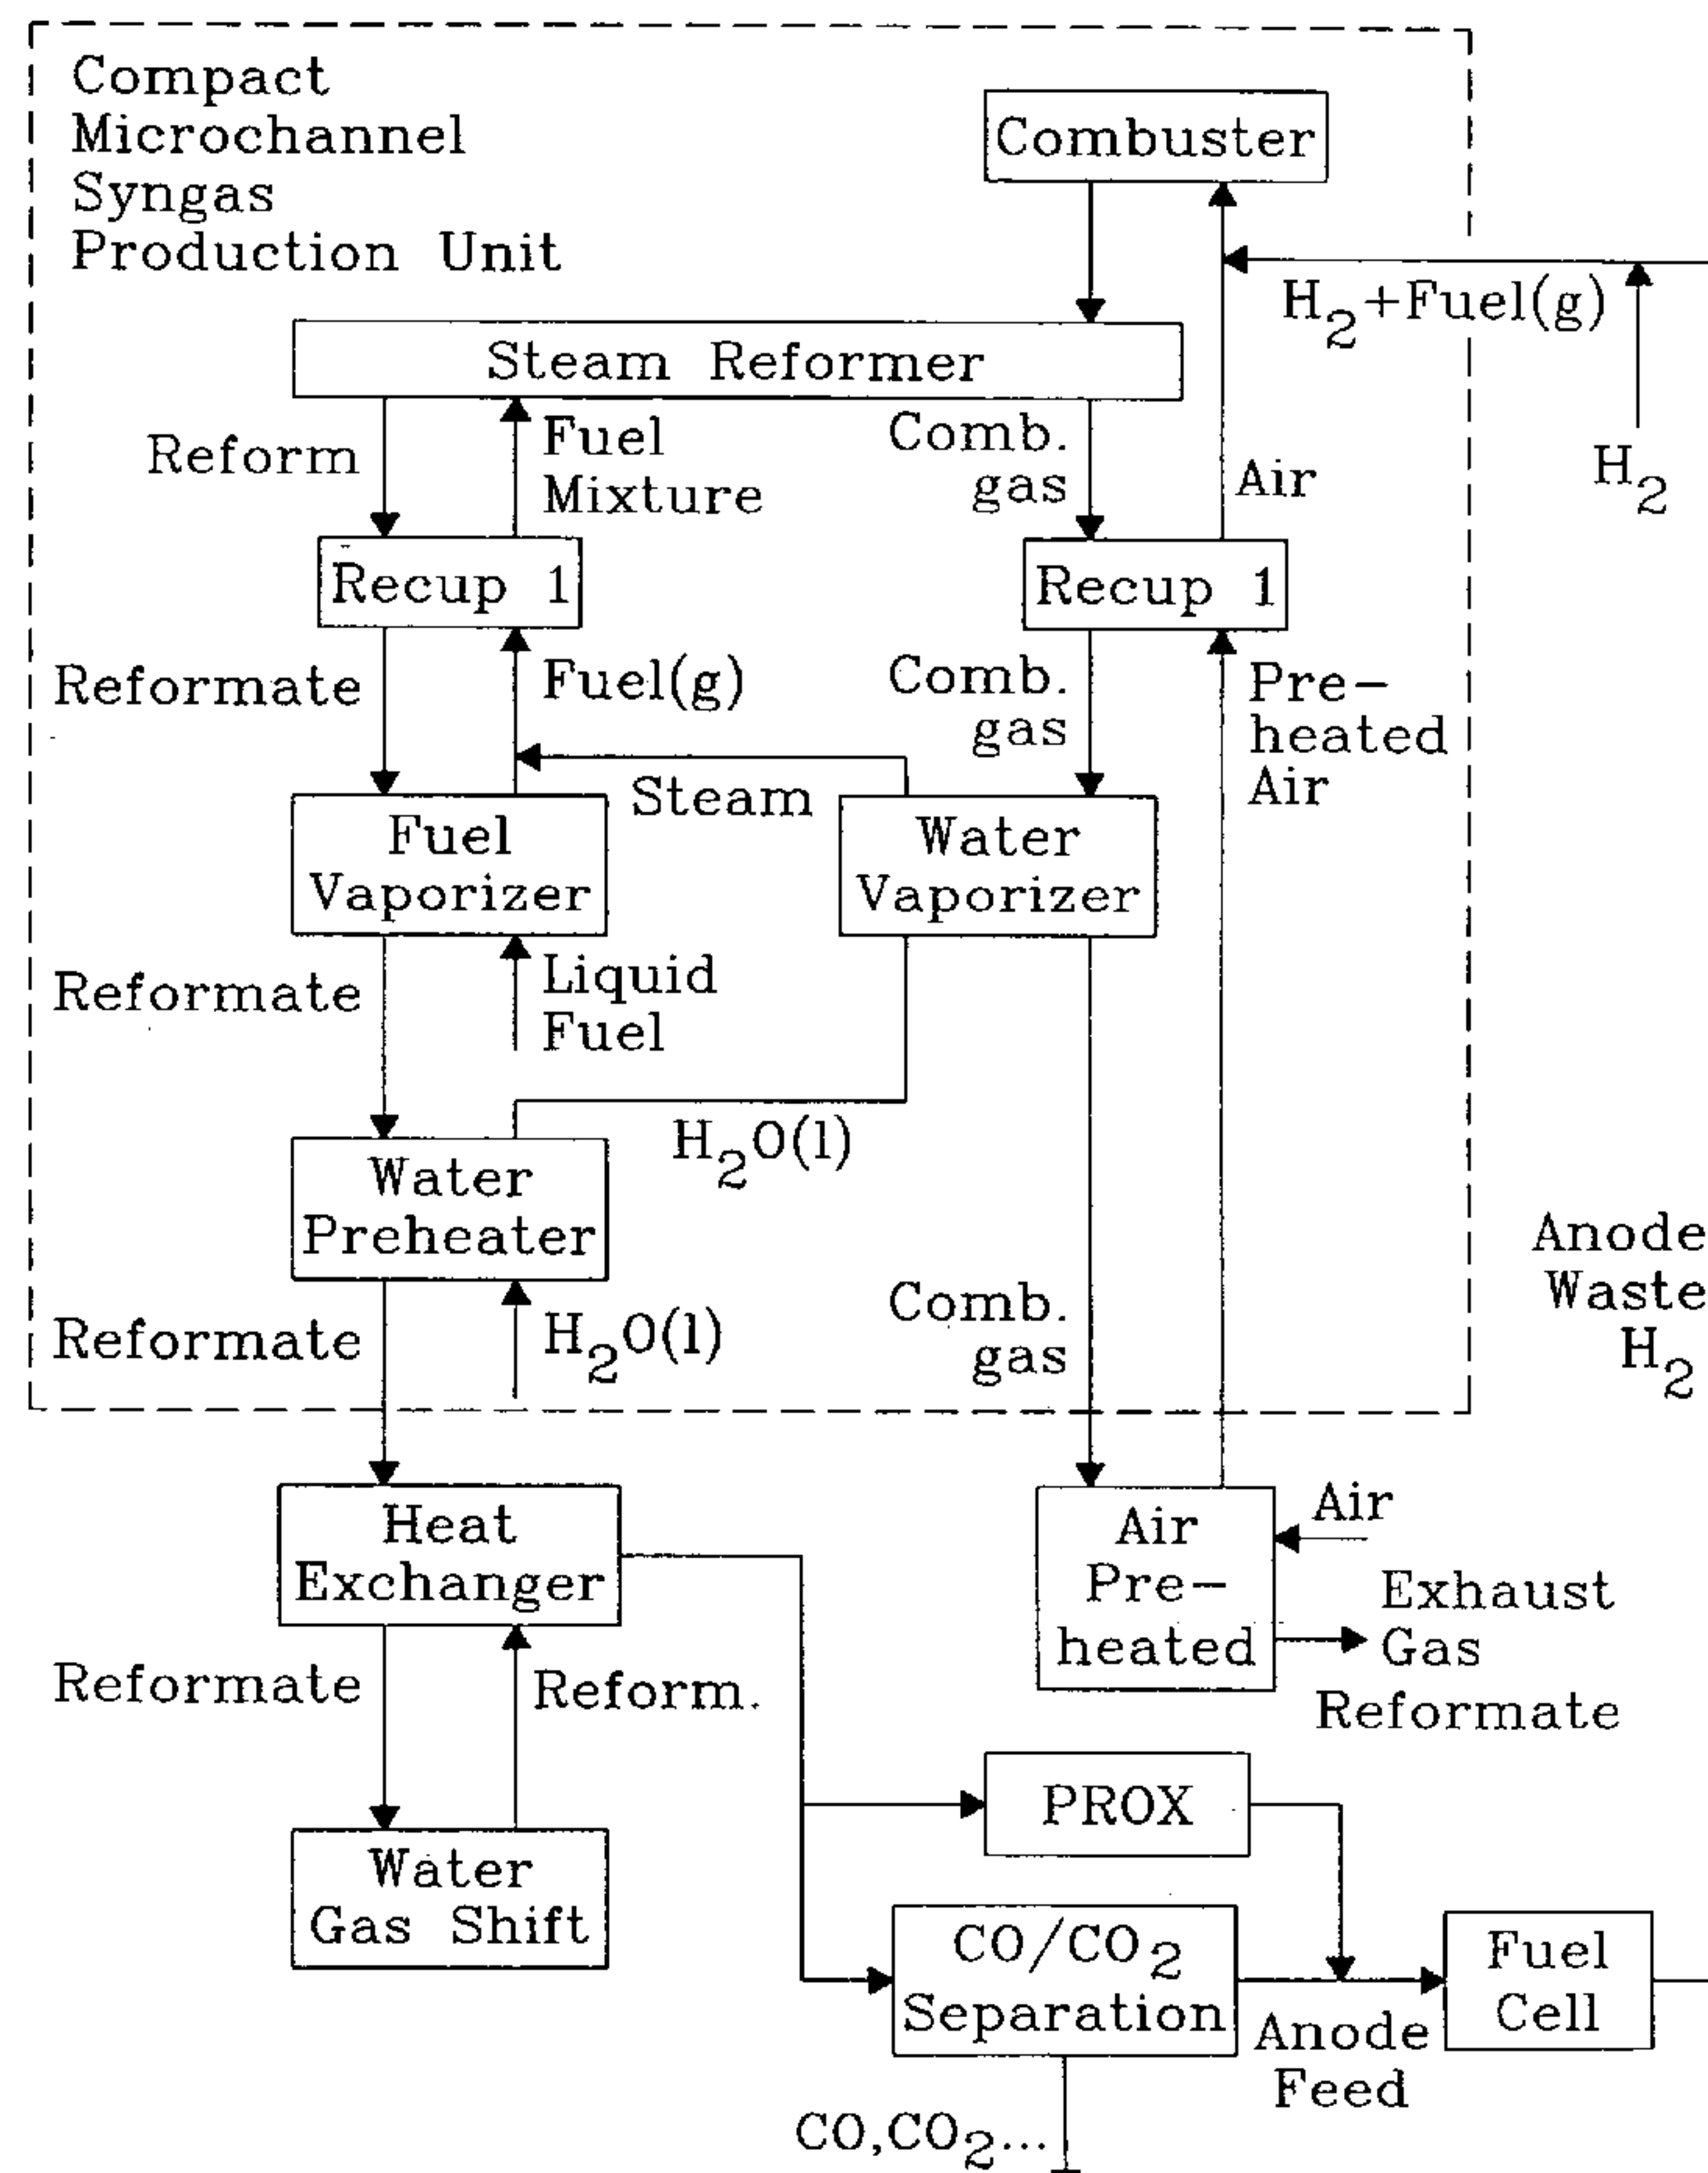 Compact
Microchannel
Syngas
Production Unit
Combuster
H2+Fuel(g)
H2
Steam Reformer
Reform
Fuel
Mixture
Comb.
gas
Air
Recup 1
Recup 1
Reformate
Fuel(g)
Comb.
gas
Pre-
heated
Air
Steam
Fuel
Vaporizer
Water
Vaporizer
Reformate
Liquid
Fuel
H2O(l)
Water
Preheater
Anode
Waste
H2
Reformate
H2O(l)
Comb.
gas
Heat
Exchanger
Air
Pre-
heated
Air
Exhaust
Gas
Reformate
Reformate
Reform.
PROX
Water
Gas Shift
CO/CO2
Separation
Fuel
Cell
Anode
Feed
CO,CO2...